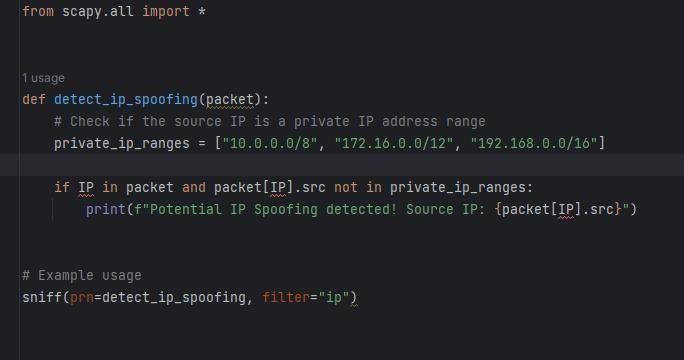 from scapy.all import *
1 usage
def detect_ip_spoofing(packet):
    # Check if the source IP is a private IP address range
    private_ip_ranges = ["10.0.0.0/8", "172.16.0.0/12", "192.168.0.0/16"]
    if IP in packet and packet[IP].src not in private_ip_ranges:
        print(f"Potential IP Spoofing detected! Source IP: {packet[IP].src}")
# Example usage
sniff(prn=detect_ip_spoofing, filter="ip")